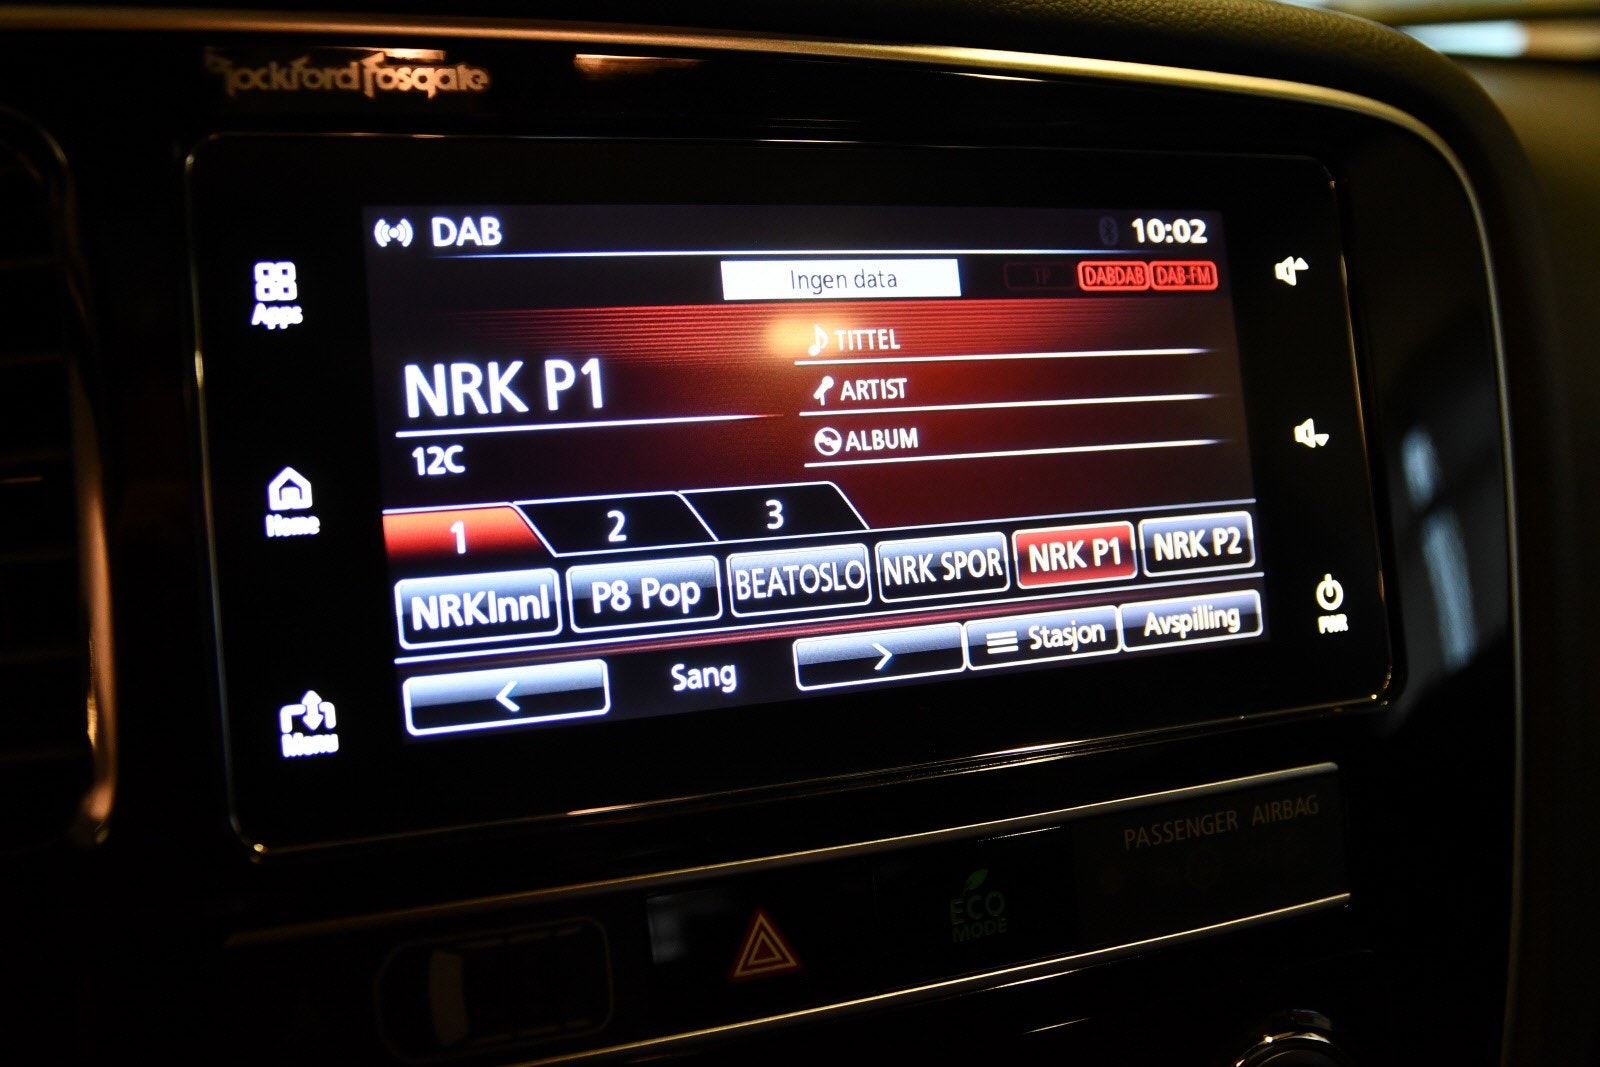 Rockford Fosgate
DAB
10:02
Ingen data
TP
DABDAB
DAB-FM
Apps
TITTEL
NRK P1
ARTIST
12C
ALBUM
Home
1
2
3
NRKInnl
P8 Pop
BEATOSLO
NRK SPOR
NRK P1
NRK P2
<
Sang
>
Stasjon
Avspilling
PWR
Menu
PASSENGER AIRBAG
ECO
MODE